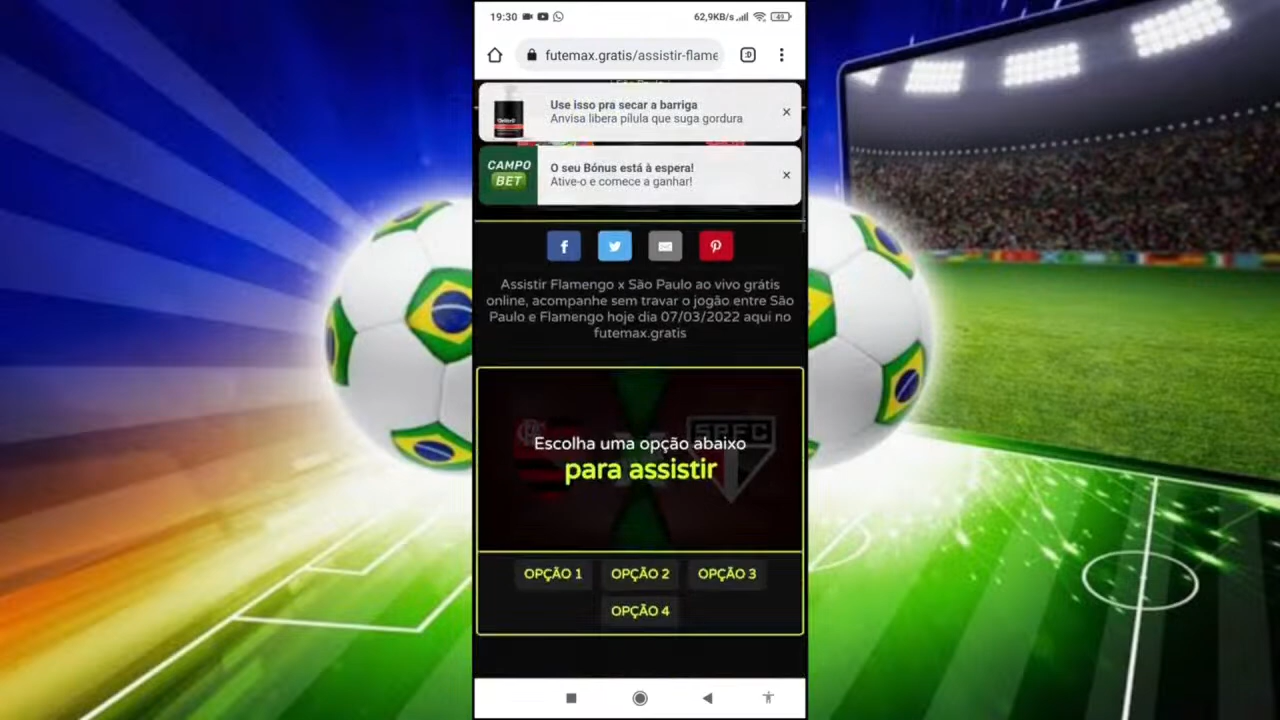 19:30
62,9KB/s
49
futemax.gratis/assistir-flame
:D
Use isso pra secar a barriga
Anvisa libera pílula que suga gordura
CAMPO
BET
O seu Bónus está à espera!
Ative-o e comece a ganhar!
Assistir Flamengo x São Paulo ao vivo grátis
online, acompanhe sem travar o jogão entre São
Paulo e Flamengo hoje dia 07/03/2022 aqui no
futemax.gratis
SPFC
Escolha uma opção abaixo
para assistir
OPÇÃO 1
OPÇÃO 2
OPÇÃO 3
OPÇÃO 4